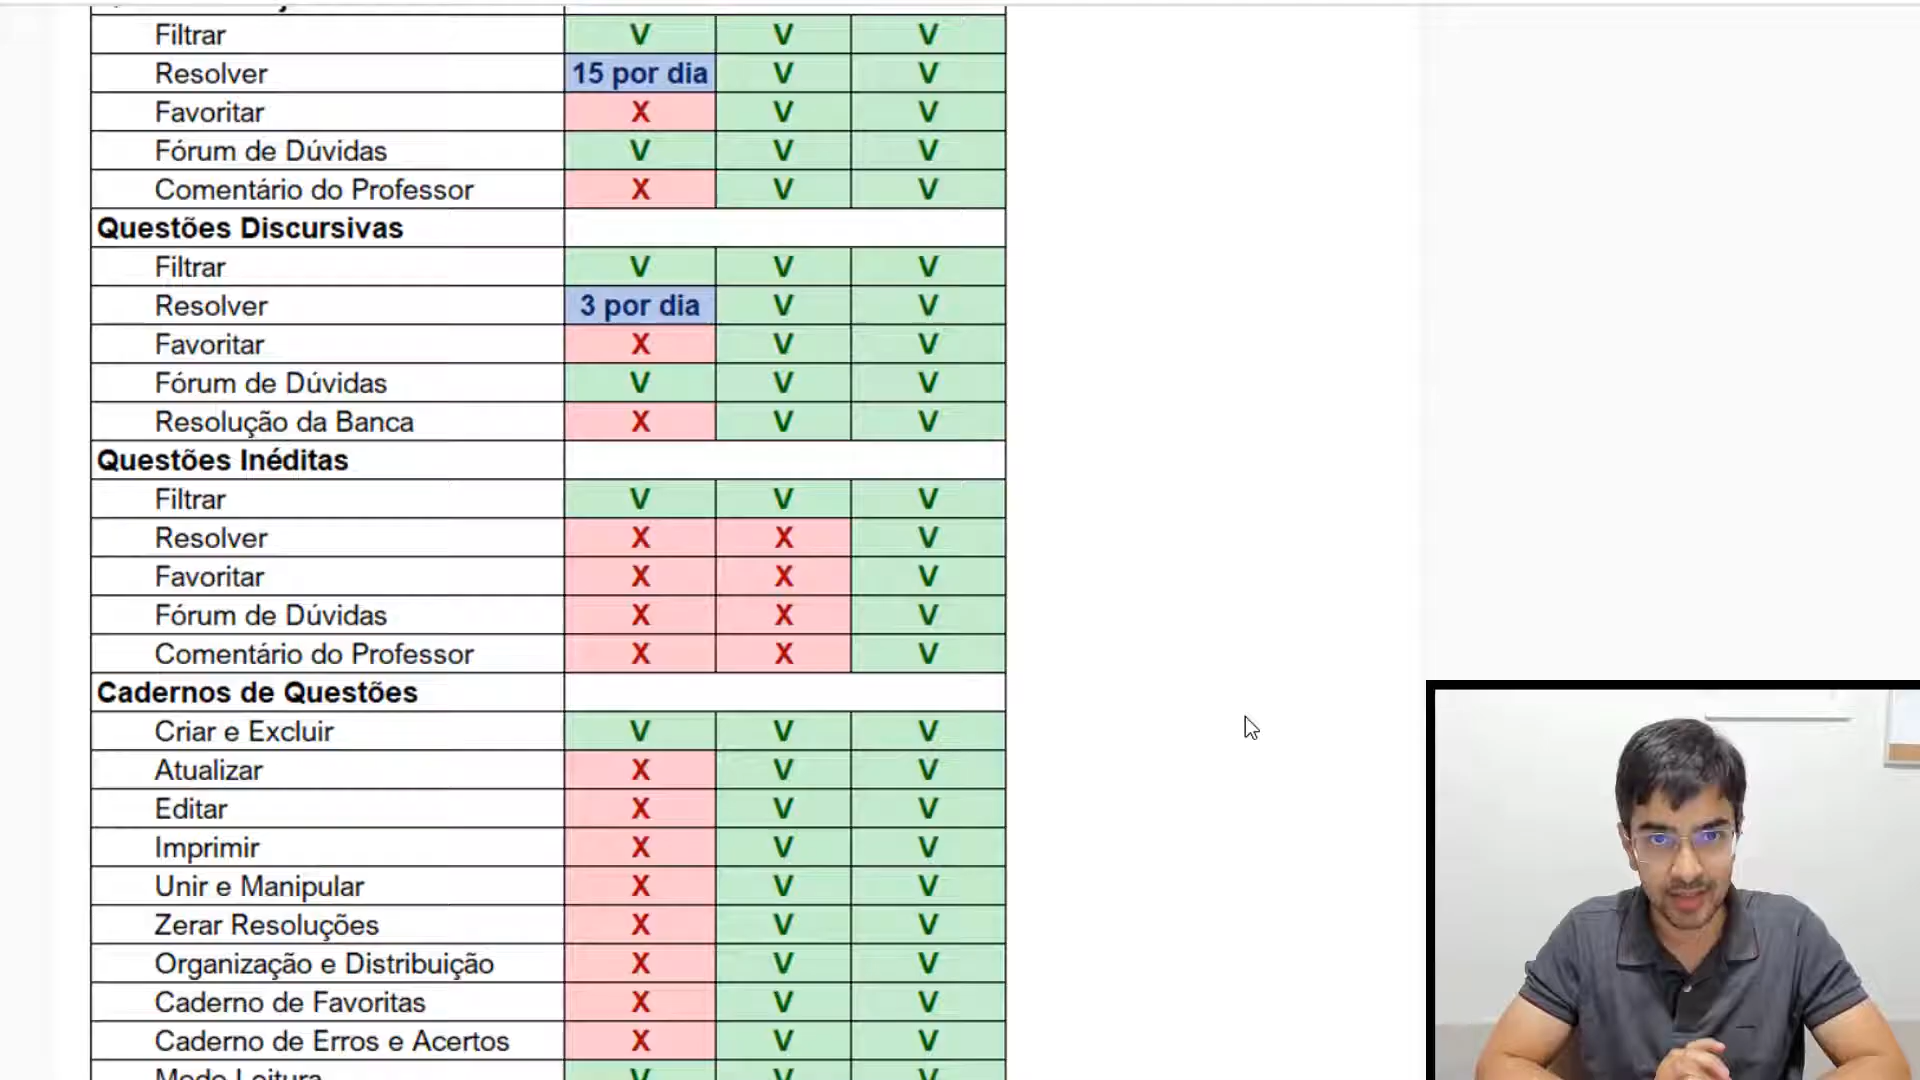 Filtrar V V V
Resolver 15 por dia V V
Favoritar X V V
Fórum de Dúvidas V V V
Comentário do Professor X V V
Questões Discursivas
Filtrar V V V
Resolver 3 por dia V V
Favoritar X V V
Fórum de Dúvidas V V V
Resolução da Banca X V V
Questões Inéditas
Filtrar V V V
Resolver X X V
Favoritar X X V
Fórum de Dúvidas X X V
Comentário do Professor X X V
Cadernos de Questões
Criar e Excluir V V V
Atualizar X V V
Editar X V V
Imprimir X V V
Unir e Manipular X V V
Zerar Resoluções X V V
Organização e Distribuição X V V
Caderno de Favoritas X V V
Caderno de Erros e Acertos X V V
Modo Leitura V V V